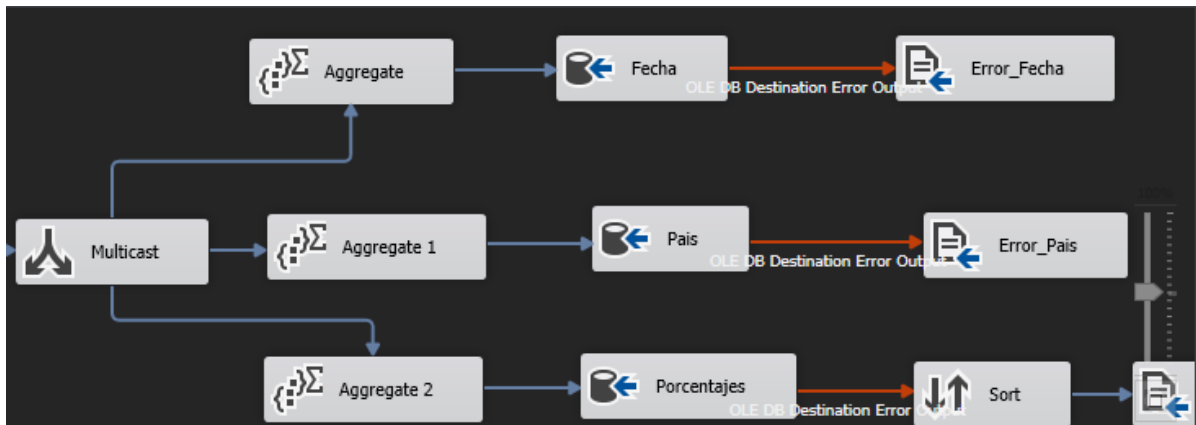 Aggregate
Fecha
Error_Fecha
OLE DB Destination Error Output
100%
Multicast
Aggregate 1
Pais
Error_Pais
OLE DB Destination Error Output
Aggregate 2
Porcentajes
Sort
OLE DB Destination Error Output